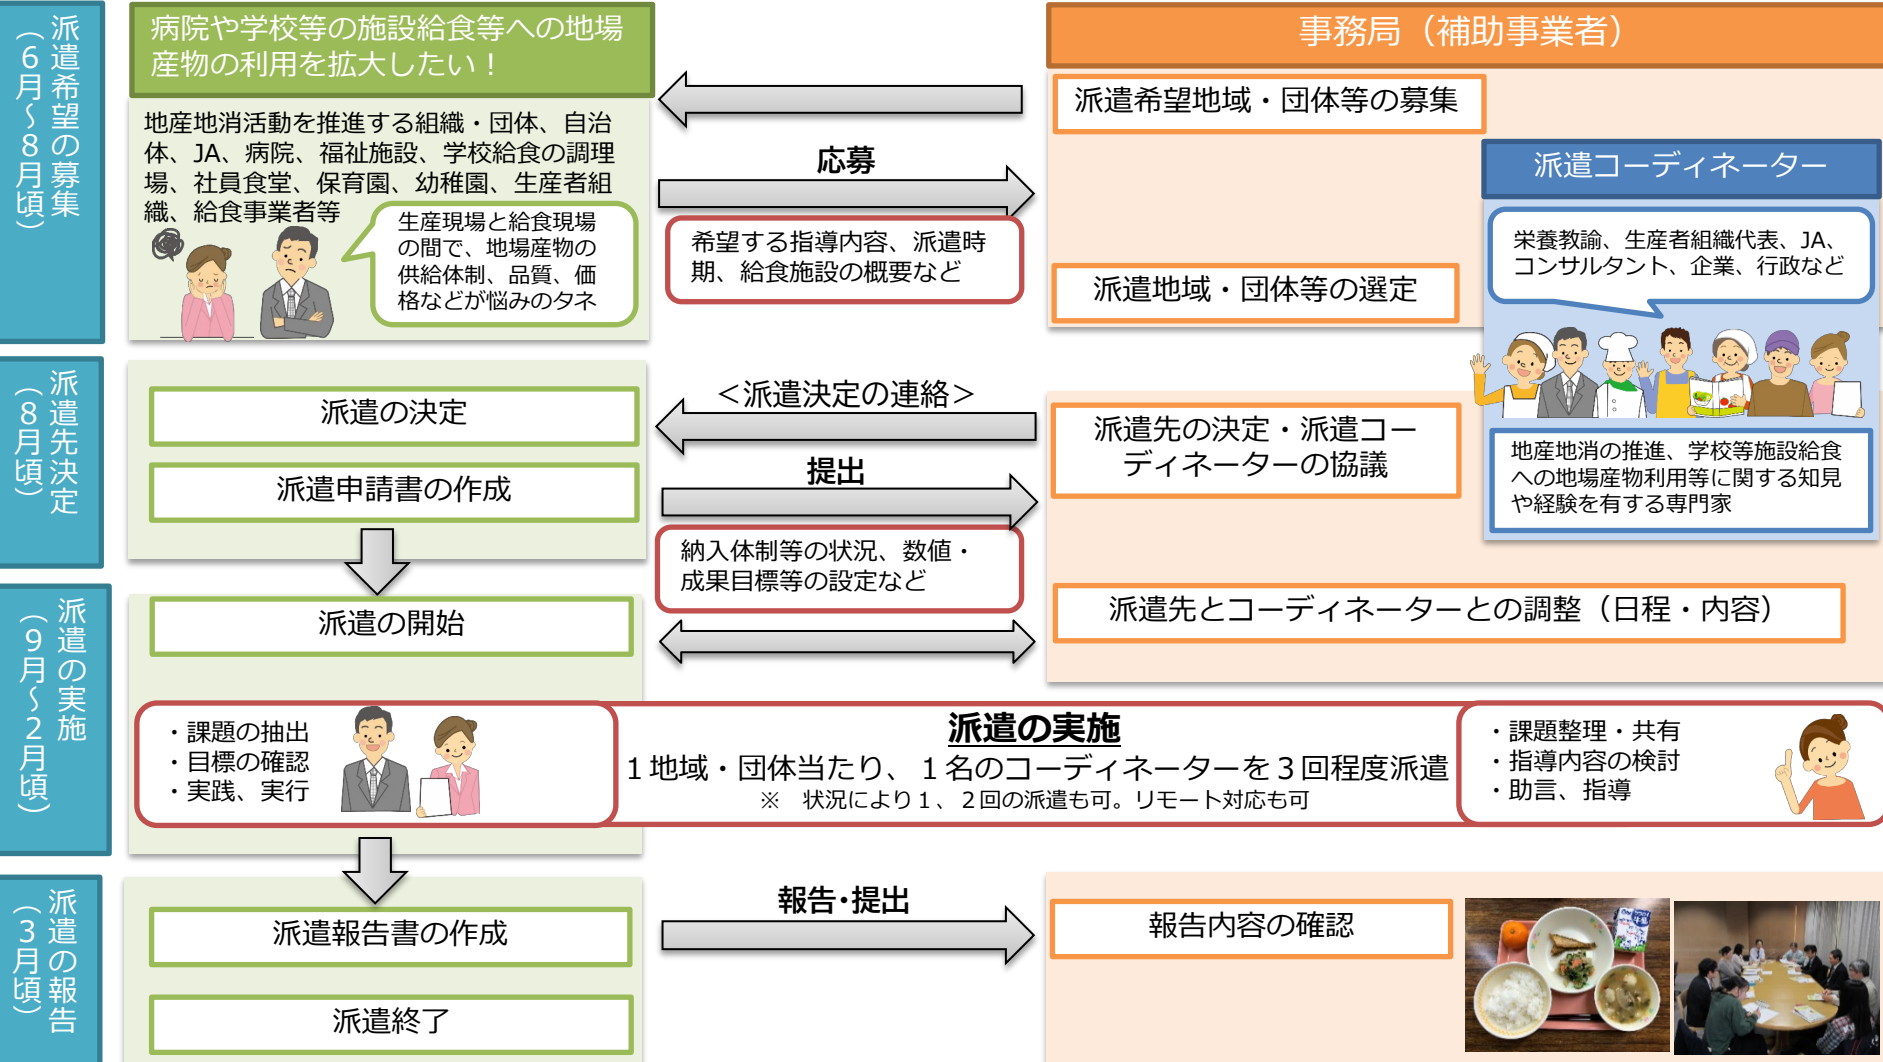 派遣希望の募集
（6月～8月頃）
病院や学校等の施設給食等への地場
産物の利用を拡大したい！
地産地消活動を推進する組織・団体、自治
体、JA、病院、福祉施設、学校給食の調理
場、社員食堂、保育園、幼稚園、生産者組
織、給食事業者等
生産現場と給食現場
の間で、地場産物の
供給体制、品質、価
格などが悩みのタネ
応募
希望する指導内容、派遣時
期、給食施設の概要など
事務局（補助事業者）
派遣希望地域・団体等の募集
派遣地域・団体等の選定
派遣コーディネーター
栄養教諭、生産者組織代表、JA、
コンサルタント、企業、行政など
地産地消の推進、学校等施設給食
への地場産物利用等に関する知見
や経験を有する専門家
派遣先決定
（8月頃）
派遣の決定
派遣申請書の作成
＜派遣決定の連絡＞
提出
納入体制等の状況、数値・
成果目標等の設定など
派遣先の決定・派遣コー
ディネーターの協議
派遣の実施
（9月～2月頃）
派遣の開始
派遣先とコーディネーターとの調整（日程・内容）
・課題の抽出
・目標の確認
・実践、実行
派遣の実施
１地域・団体当たり、１名のコーディネーターを３回程度派遣
※　状況により１、２回の派遣も可。リモート対応も可
・課題整理・共有
・指導内容の検討
・助言、指導
派遣の報告
（3月頃）
派遣報告書の作成
派遣終了
報告・提出
報告内容の確認